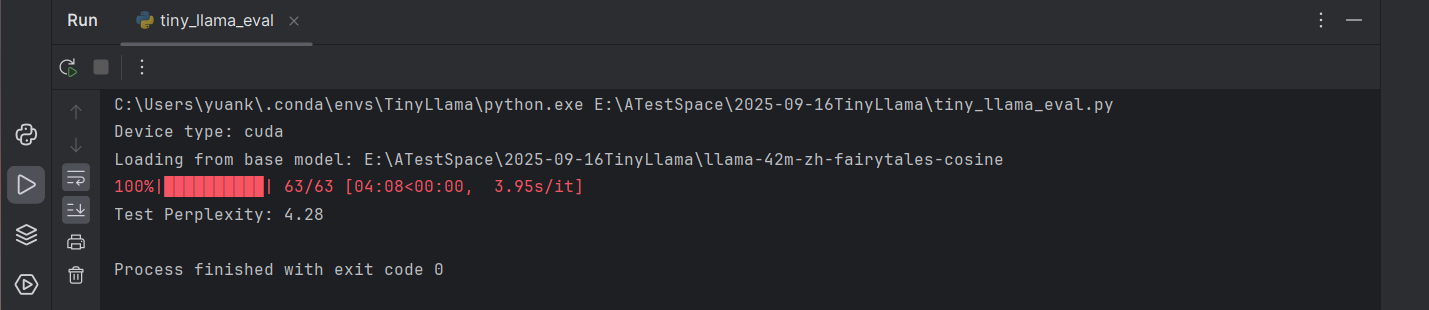 Run tiny_llama_eval
C:\Users\yuank\.conda\envs\TinyLlama\python.exe E:\ATestSpace\2025-09-16TinyLlama\tiny_llama_eval.py
Device type: cuda
Loading from base model: E:\ATestSpace\2025-09-16TinyLlama\llama-42m-zh-fairytales-cosine
100%|██████████| 63/63 [04:08<00:00,  3.95s/it]
Test Perplexity: 4.28
Process finished with exit code 0